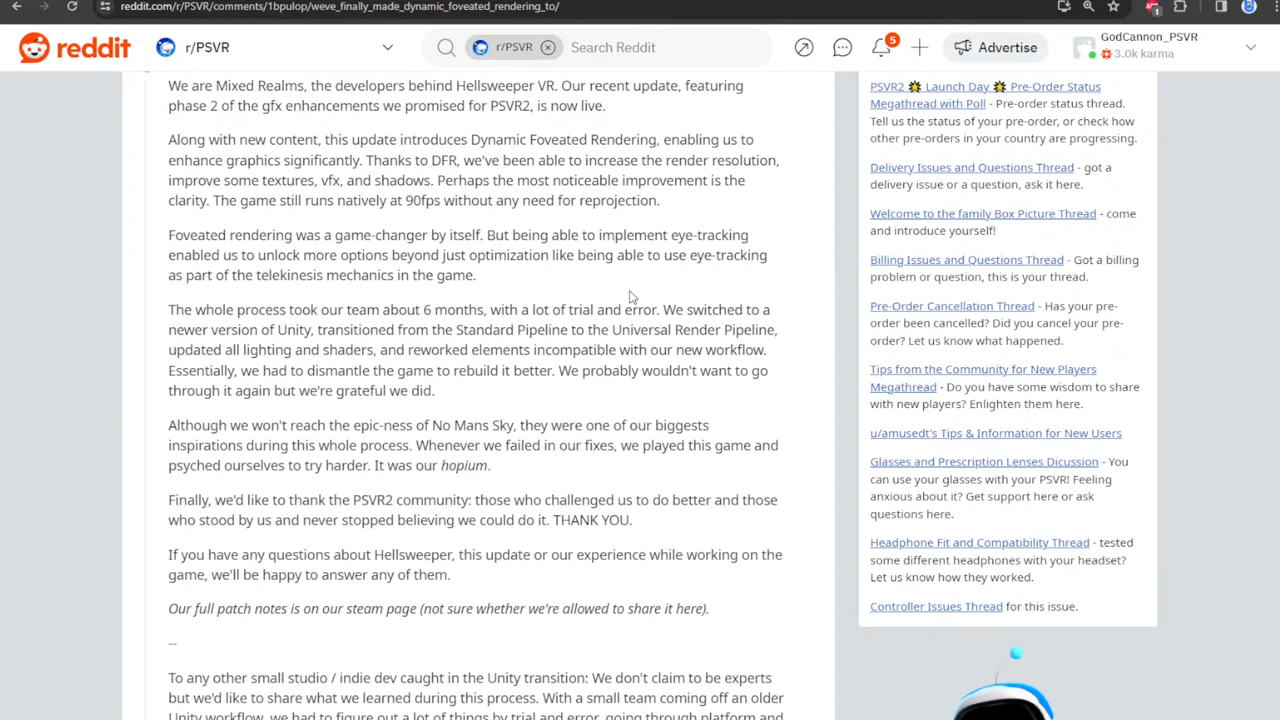 reddit.com/r/PSVR/comments/1bpulop/weve_finally_made_dynamic_foveated_rendering_to/
reddit
r/PSVR
r/PSVR
Search Reddit
5
Advertise
GodCannon_PSVR
3.0k karma
We are Mixed Realms, the developers behind Hellsweeper VR. Our recent update, featuring
phase 2 of the gfx enhancements we promised for PSVR2, is now live.
Along with new content, this update introduces Dynamic Foveated Rendering, enabling us to
enhance graphics significantly. Thanks to DFR, we've been able to increase the render resolution,
improve some textures, vfx, and shadows. Perhaps the most noticeable improvement is the
clarity. The game still runs natively at 90fps without any need for reprojection.
Foveated rendering was a game-changer by itself. But being able to implement eye-tracking
enabled us to unlock more options beyond just optimization like being able to use eye-tracking
as part of the telekinesis mechanics in the game.
The whole process took our team about 6 months, with a lot of trial and error. We switched to a
newer version of Unity, transitioned from the Standard Pipeline to the Universal Render Pipeline,
updated all lighting and shaders, and reworked elements incompatible with our new workflow.
Essentially, we had to dismantle the game to rebuild it better. We probably wouldn't want to go
through it again but we're grateful we did.
Although we won't reach the epic-ness of No Mans Sky, they were one of our biggest
inspirations during this whole process. Whenever we failed in our fixes, we played this game and
psyched ourselves to try harder. It was our hopium.
Finally, we'd like to thank the PSVR2 community: those who challenged us to do better and those
who stood by us and never stopped believing we could do it. THANK YOU.
If you have any questions about Hellsweeper, this update or our experience while working on the
game, we'll be happy to answer any of them.
Our full patch notes is on our steam page (not sure whether we're allowed to share it here).
--
To any other small studio / indie dev caught in the Unity transition: We don't claim to be experts
but we'd like to share what we learned during this process. With a small team coming off an older
Unity workflow, we had to figure out a lot of things by trial and error, going through platform and
PSVR2 💥 Launch Day 💥 Pre-Order Status
Megathread with Poll - Pre-order status thread.
Tell us the status of your pre-order, or check how
other pre-orders in your country are progressing.
Delivery Issues and Questions Thread - got a
delivery issue or a question, ask it here.
Welcome to the family Box Picture Thread - come
and introduce yourself!
Billing Issues and Questions Thread - Got a billing
problem or question, this is your thread.
Pre-Order Cancellation Thread - Has your pre-
order been cancelled? Did you cancel your pre-
order? Let us know what happened.
Tips from the Community for New Players
Megathread - Do you have some wisdom to share
with new players? Enlighten them here.
u/amusedt's Tips & Information for New Users
Glasses and Prescription Lenses Dicussion - You
can use your glasses with your PSVR! Feeling
anxious about it? Get support here or ask
questions here.
Headphone Fit and Compatibility Thread - tested
some different headphones with your headset?
Let us know how they worked.
Controller Issues Thread for this issue.